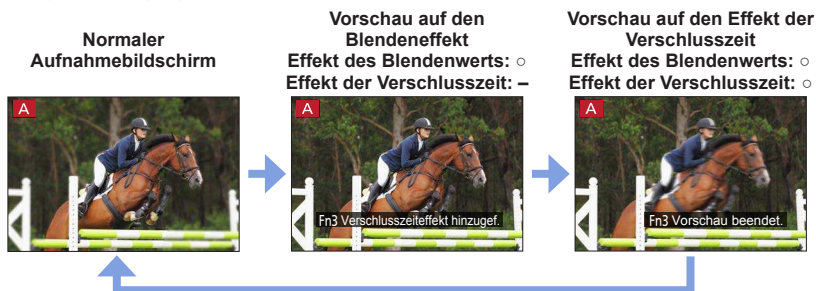 Normaler
Aufnahmebildschirm
Vorschau auf den
Blendeneffekt
Effekt des Blendenwerts: ○
Effekt der Verschlusszeit: –
Vorschau auf den Effekt der
Verschlusszeit
Effekt des Blendenwerts: ○
Effekt der Verschlusszeit: ○
A
A
Fn3 Verschlusszeiteffekt hinzugef.
A
Fn3 Vorschau beendet.